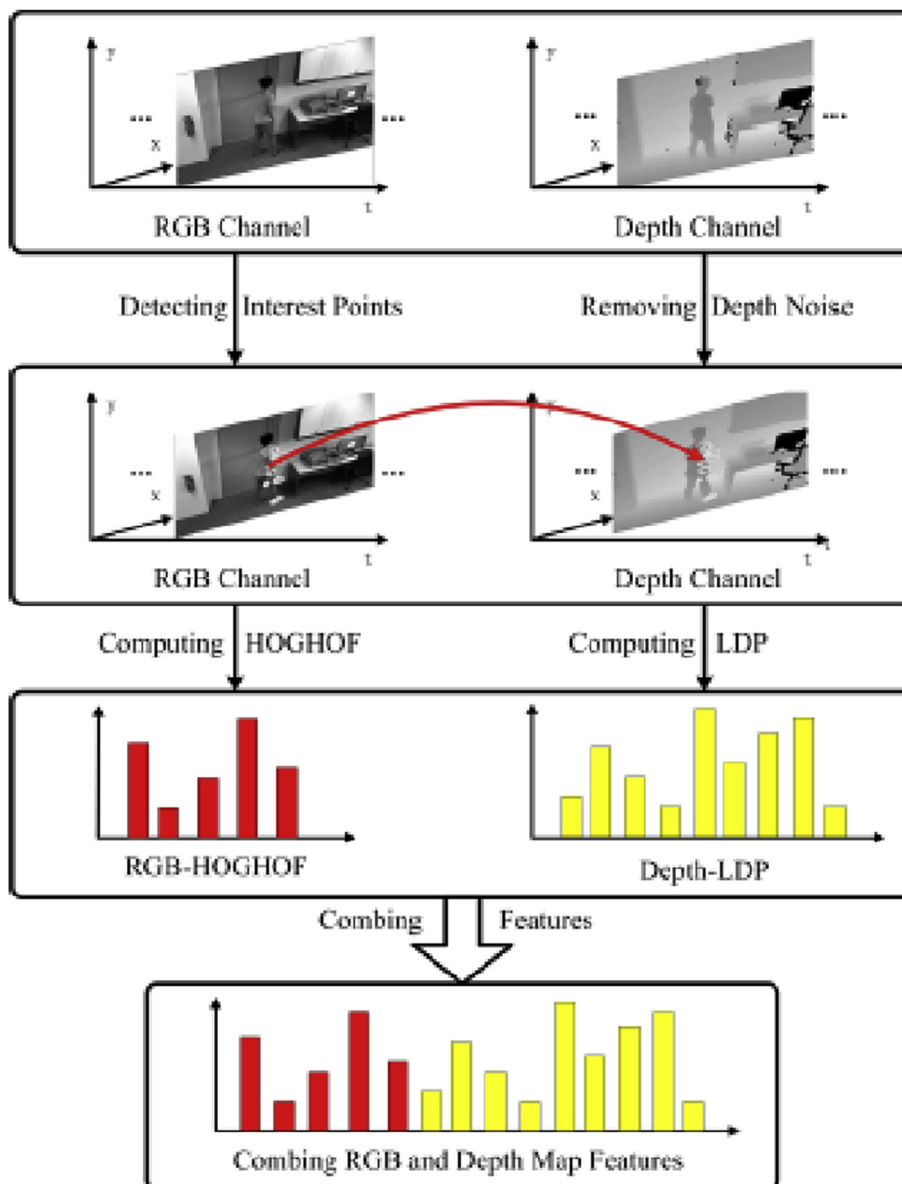 y
y
... ...
...
x
x
t
t
RGB Channel
Depth Channel
Detecting Interest Points
Removing Depth Noise
y
y
... ...
... ...
x
x
t
t
RGB Channel
Depth Channel
Computing HOGHOF
Computing LDP
RGB-HOGHOF
Depth-LDP
Combing Features
Combing RGB and Depth Map Features